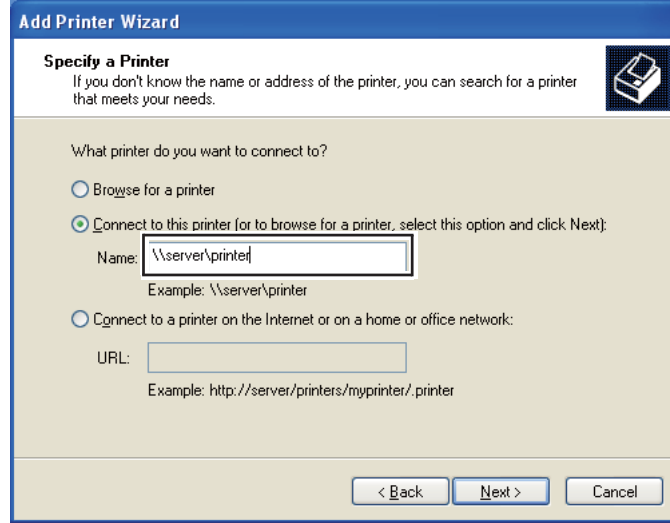 Add Printer Wizard
Specify a Printer
If you don't know the name or address of the printer, you can search for a printer
that meets your needs.
What printer do you want to connect to?
Browse for a printer
Connect to this printer (or to browse for a printer, select this option and click Next):
Name: \\server\printer
Example: \\server\printer
Connect to a printer on the Internet or on a home or office network:
URL:
Example: http://server/printers/myprinter/.printer
< Back Next > Cancel